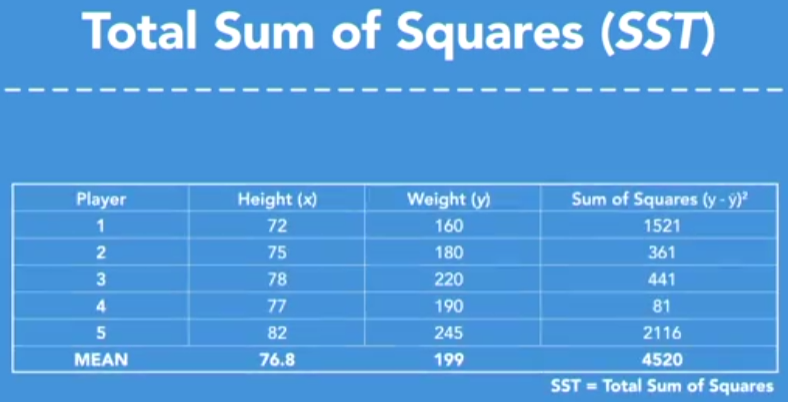 Total Sum of Squares (SST)
Player Height (x) Weight (y) Sum of Squares (y - ȳ)²
1 72 160 1521
2 75 180 361
3 78 220 441
4 77 190 81
5 82 245 2116
MEAN 76.8 199 4520
SST = Total Sum of Squares